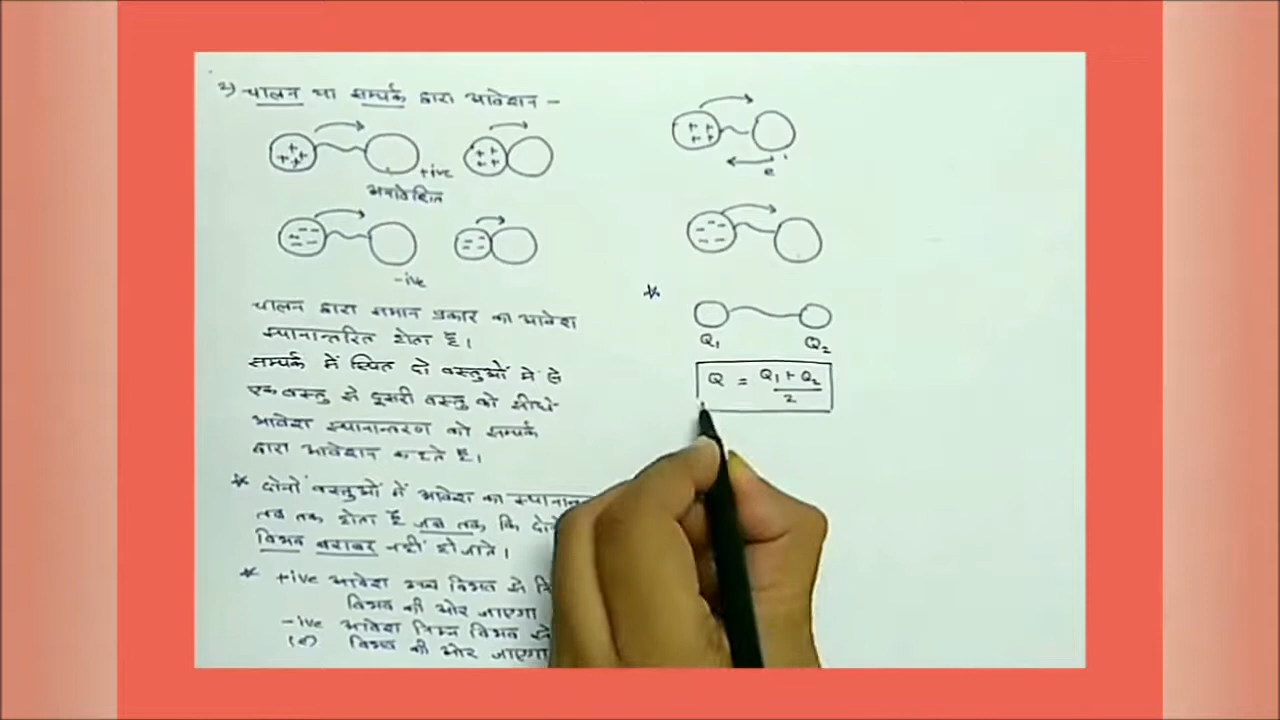 2) चालन या सम्पर्क द्वारा आवेशन -
+ive
अनावेशित
-ive
चालन द्वारा समान प्रकार का आवेश
स्थानान्तरित होता है।
सम्पर्क में स्थित दो वस्तुओं में से
एक वस्तु से दूसरी वस्तु को सीधे
आवेश स्थानान्तरण को सम्पर्क
द्वारा आवेशन कहते हैं।
* दोनों वस्तुओं में आवेश का
तब तक होता है जब तक कि
विभव बराबर नहीं हो जाते।
* +ive आवेश उच्च विभव से
विभव की ओर जाएगा
-ive आवेश निम्न विभव से
(e) विभव की ओर जाएगा
e
*
Q₁ Q₂
Q = Q₁ + Q₂ / 2